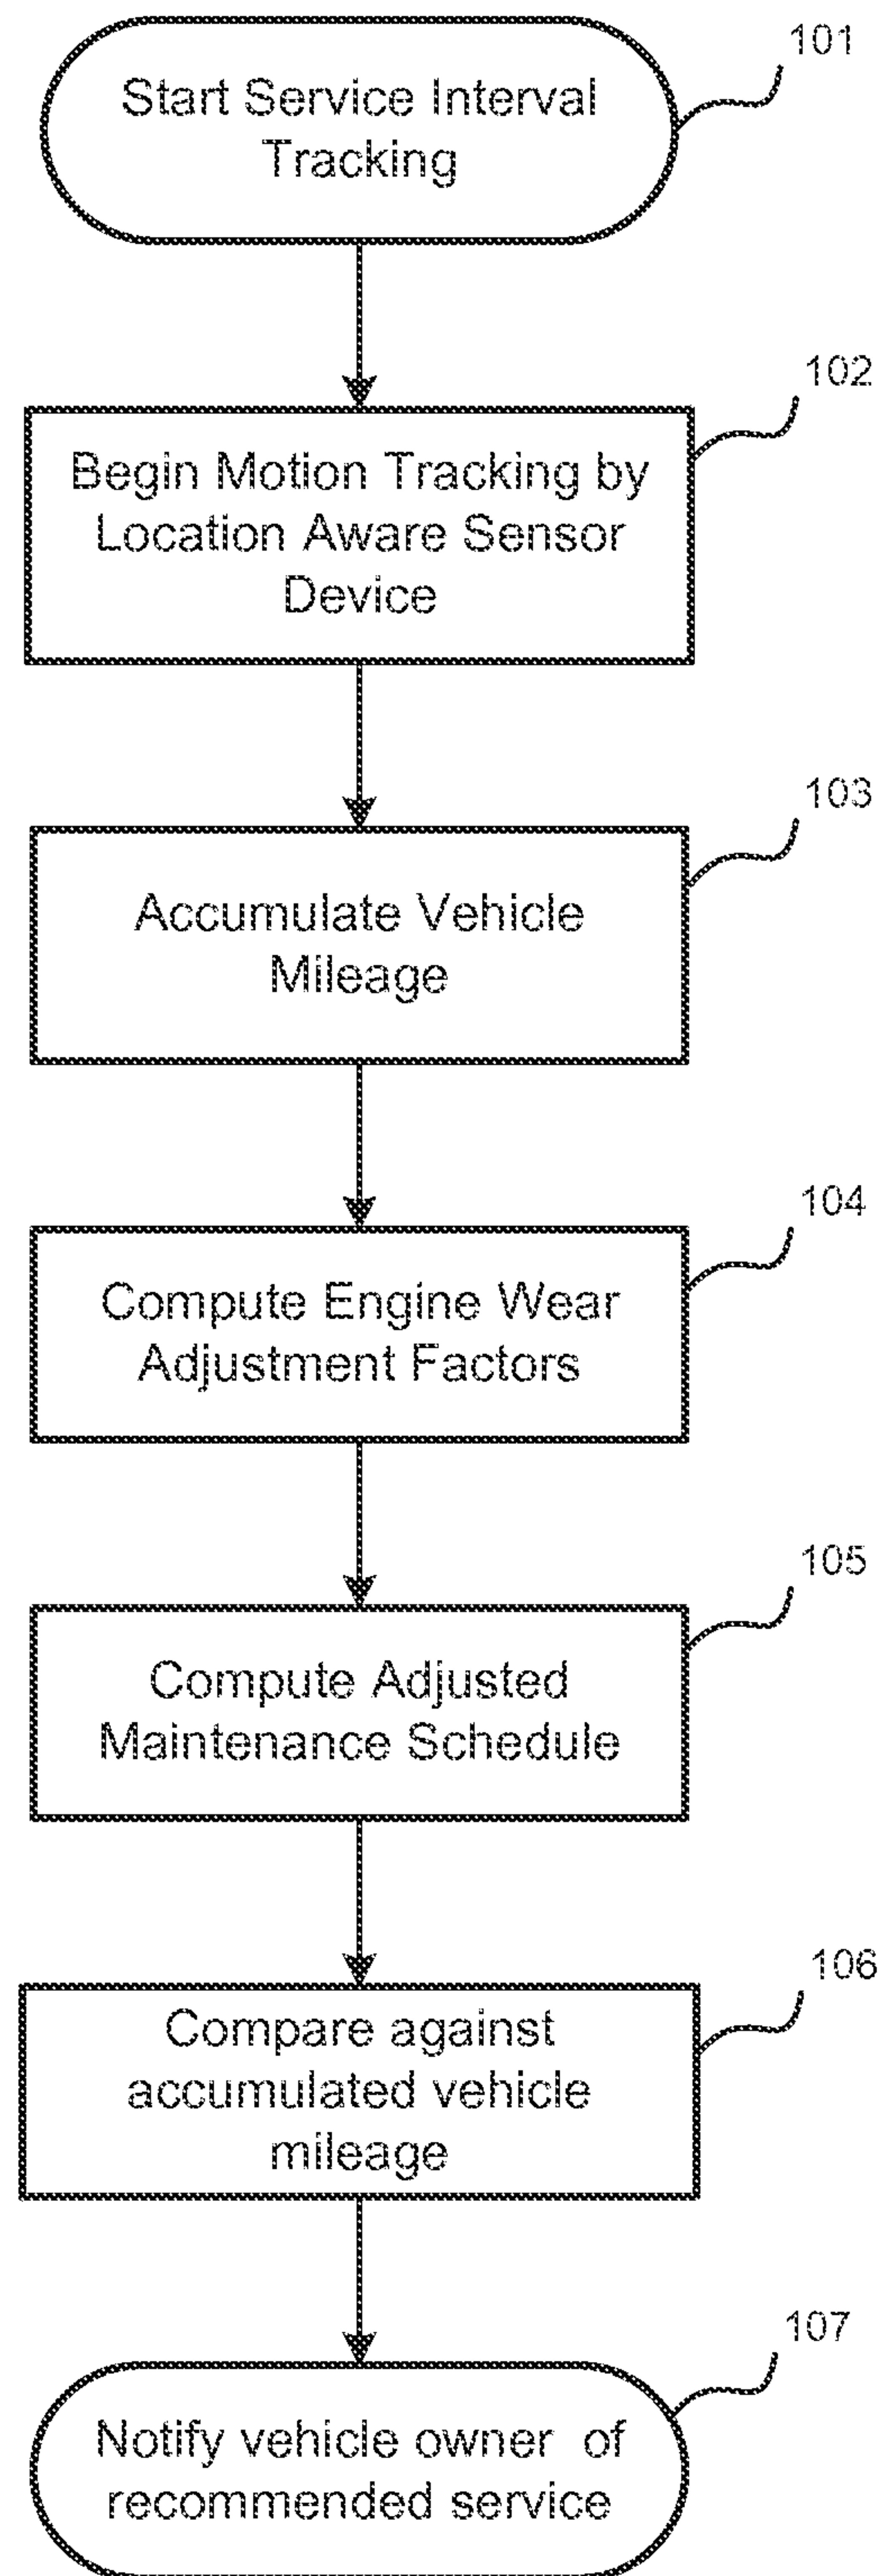 101
Start Service Interval
Tracking
102
Begin Motion Tracking by
Location Aware Sensor
Device
103
Accumulate Vehicle
Mileage
104
Compute Engine Wear
Adjustment Factors
105
Compute Adjusted
Maintenance Schedule
106
Compare against
accumulated vehicle
mileage
107
Notify vehicle owner of
recommended service